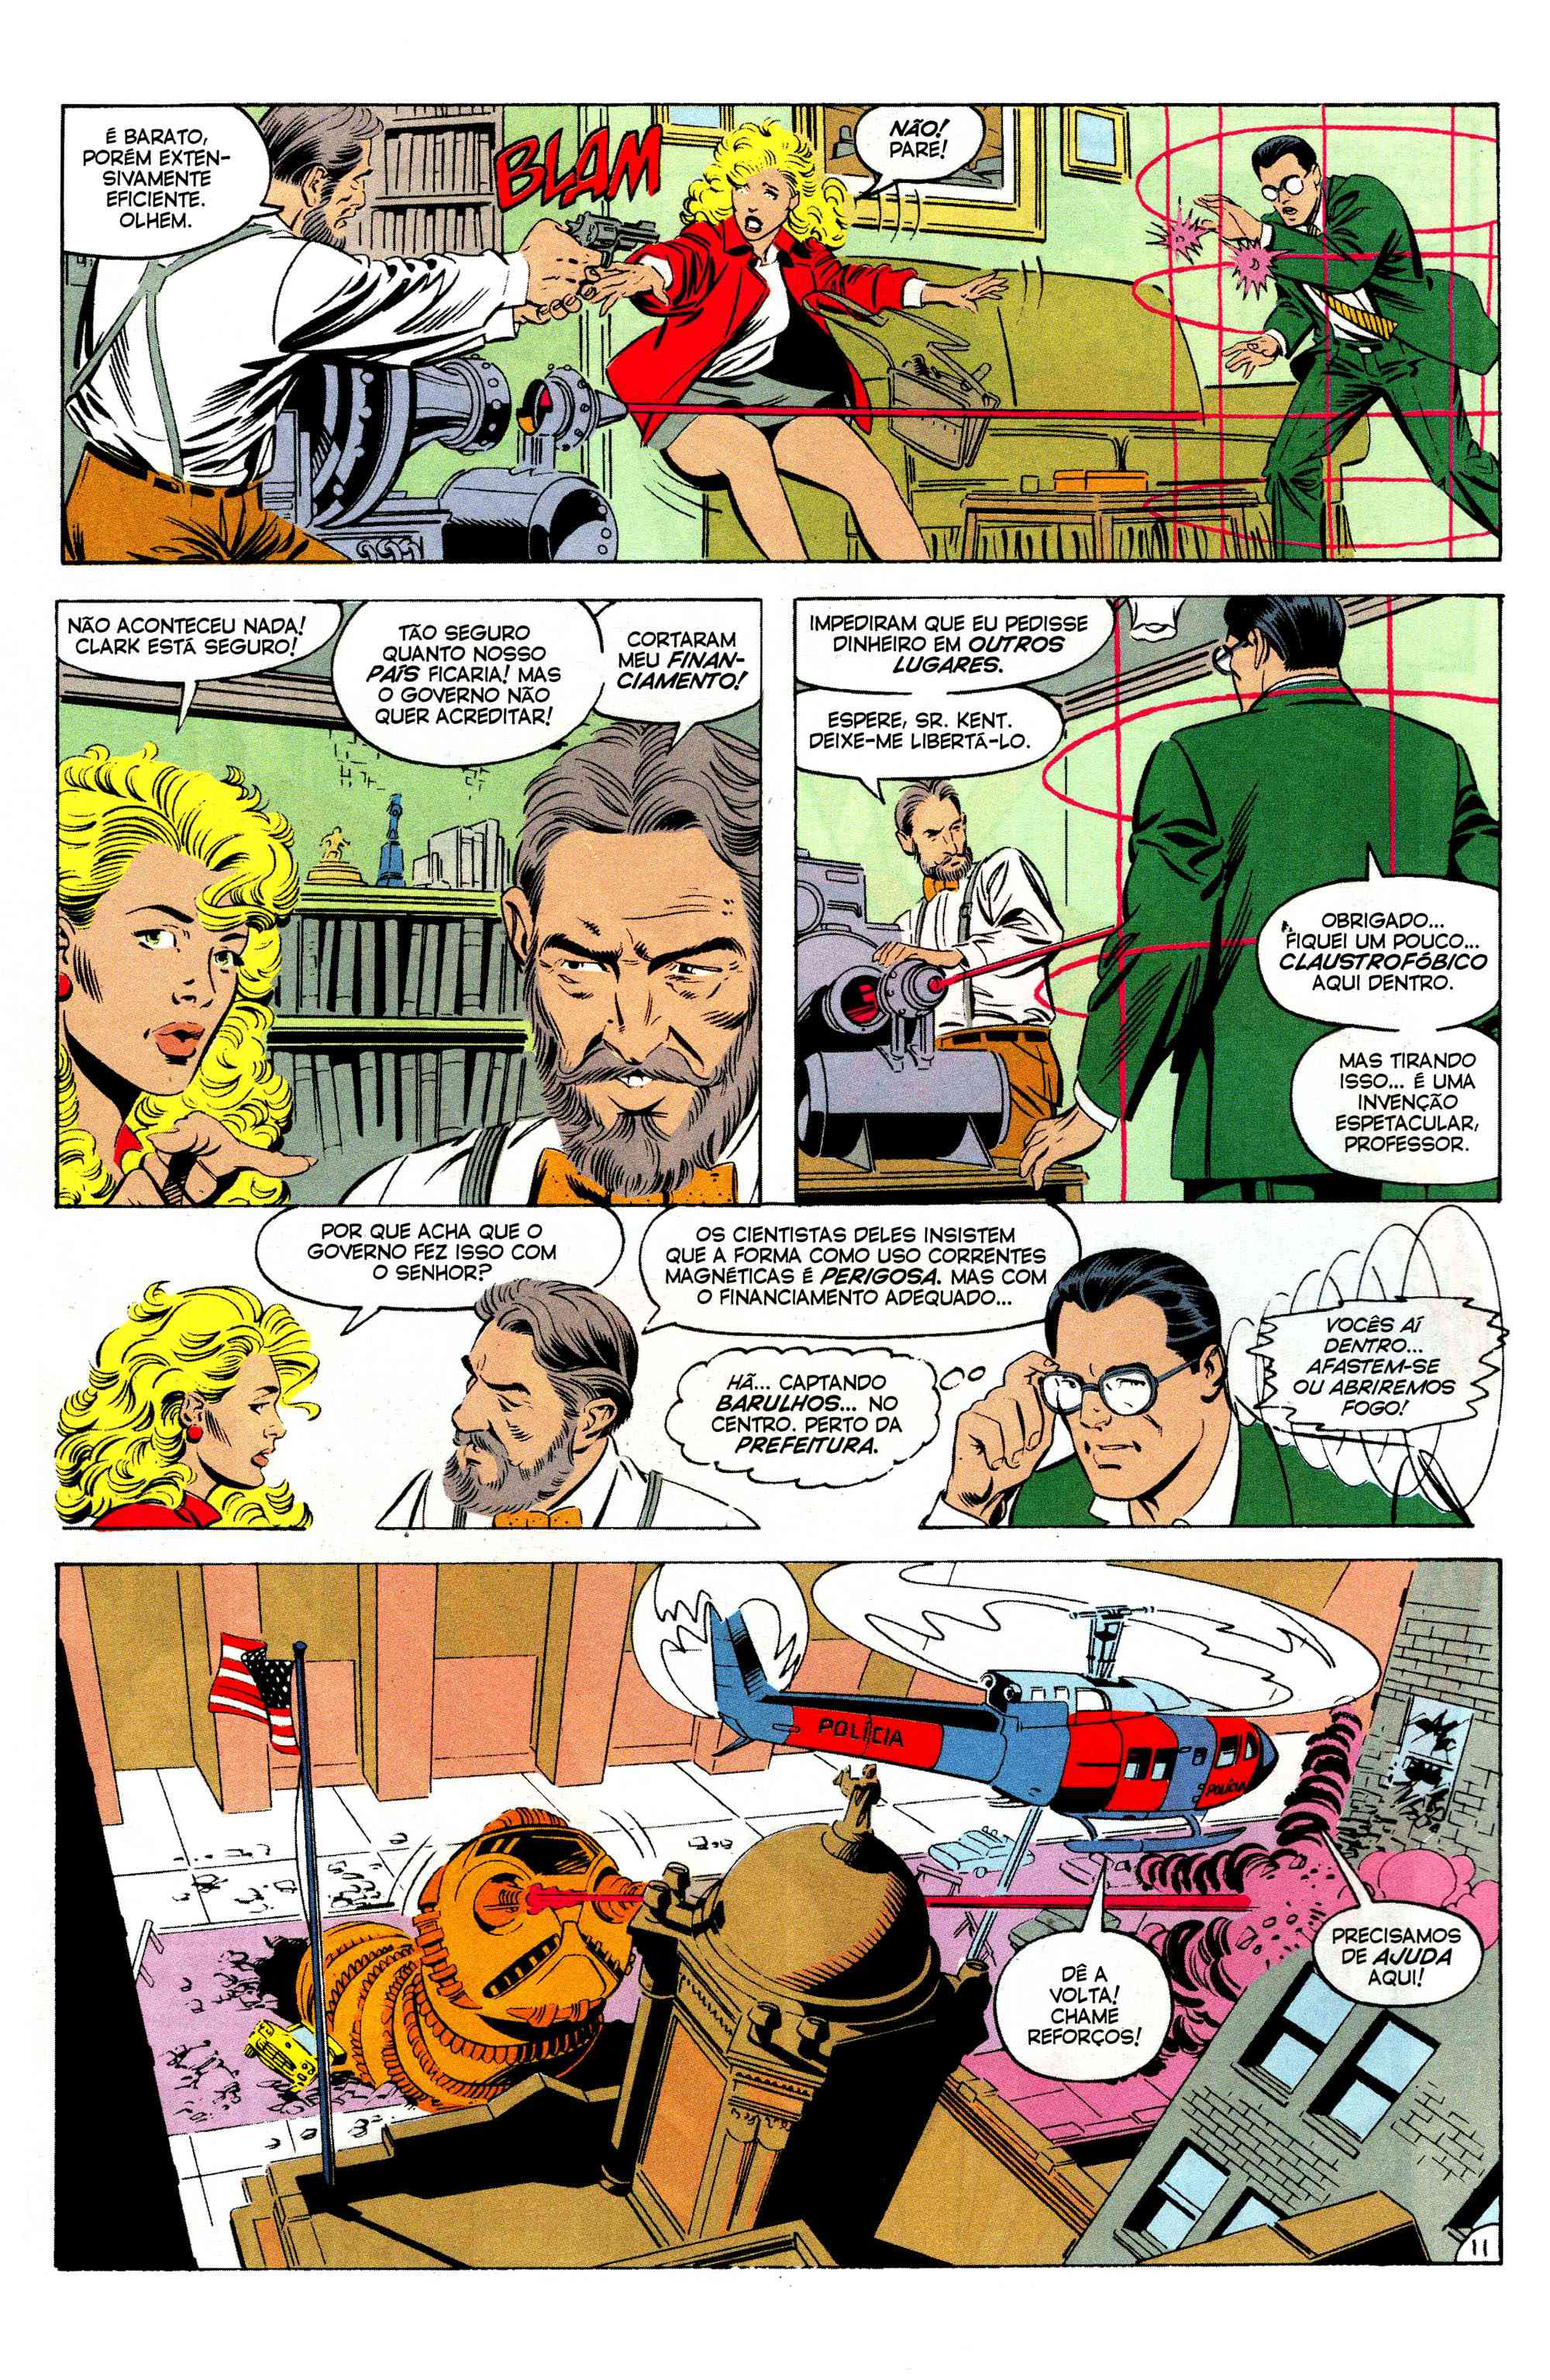 É BARATO,
PORÉM EXTEN-
SIVAMENTE
EFICIENTE.
OLHEM.
BLAM
NÃO!
PARE!
NÃO ACONTECEU NADA!
CLARK ESTÁ SEGURO!
TÃO SEGURO
QUANTO NOSSO
PAÍS FICARIA! MAS
O GOVERNO NÃO
QUER ACREDITAR!
CORTARAM
MEU FINAN-
CIAMENTO!
IMPEDIRAM QUE EU PEDISSE
DINHEIRO EM OUTROS
LUGARES.
ESPERE, SR. KENT.
DEIXE-ME LIBERTÁ-LO.
OBRIGADO...
FIQUEI UM POUCO...
CLAUSTROFÓBICO
AQUI DENTRO.
MAS TIRANDO
ISSO... É UMA
INVENÇÃO
ESPETACULAR,
PROFESSOR.
POR QUE ACHA QUE O
GOVERNO FEZ ISSO COM
O SENHOR?
OS CIENTISTAS DELES INSISTEM
QUE A FORMA COMO USO CORRENTES
MAGNÉTICAS É PERIGOSA. MAS COM
O FINANCIAMENTO ADEQUADO...
HÃ... CAPTANDO
BARULHOS... NO
CENTRO. PERTO DA
PREFEITURA.
VOCÊS AÍ
DENTRO...
AFASTEM-SE
OU ABRIREMOS
FOGO!
POLÍCIA
POLÍCIA
DÊ A
VOLTA!
CHAME
REFORÇOS!
PRECISAMOS
DE AJUDA
AQUI!
11